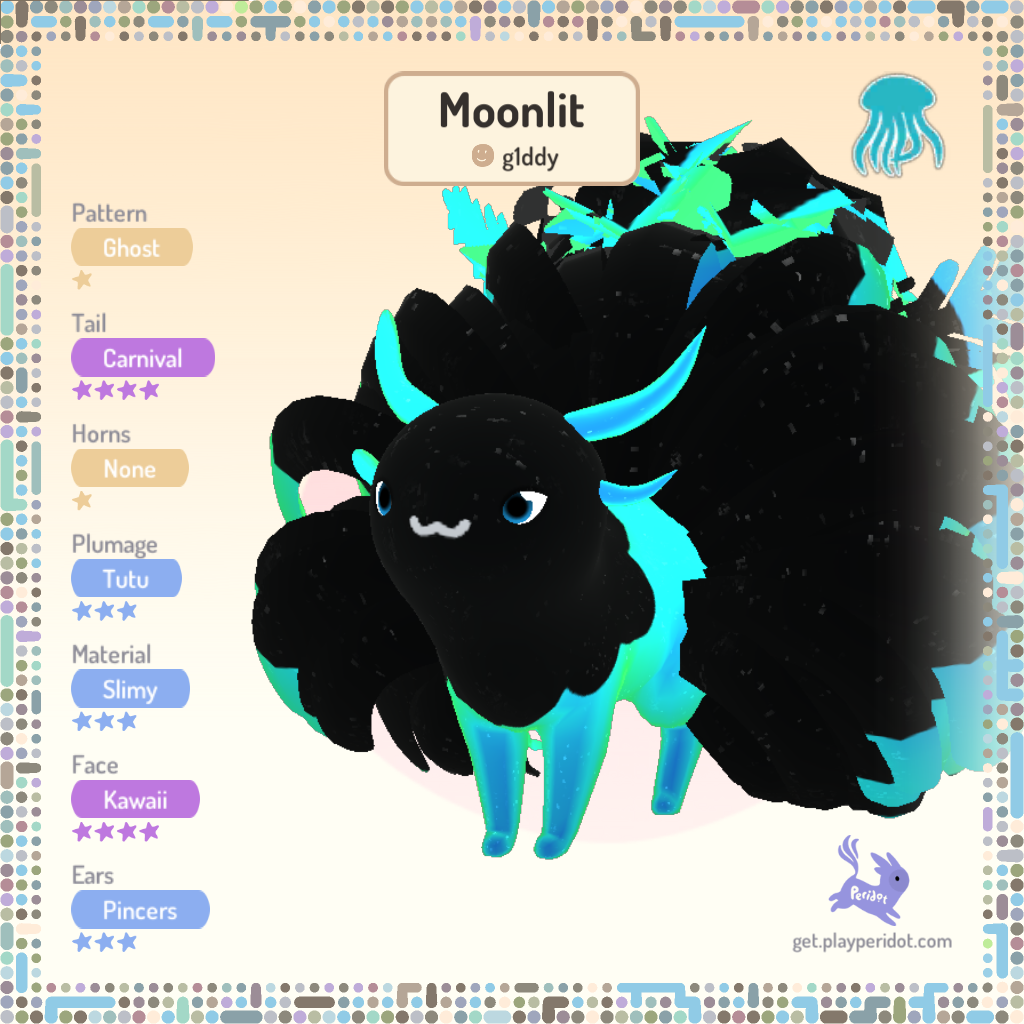 Moonlit
g1ddy
Pattern
Ghost
Tail
Carnival
Horns
None
Plumage
Tutu
Material
Slimy
Face
Kawaii
Ears
Pincers
Peridot
get.playperidot.com